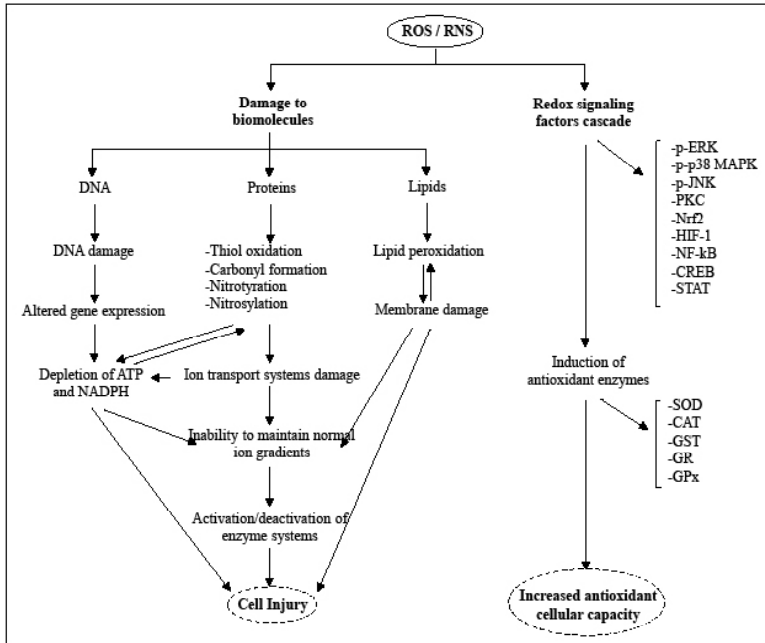 ROS / RNS
Damage to
biomolecules
DNA
Proteins
Lipids
DNA damage
-Thiol oxidation
-Carbonyl formation
-Nitrotyration
-Nitrosylation
Lipid peroxidation
Altered gene expression
Membrane damage
Depletion of ATP
and NADPH
Ion transport systems damage
Inability to maintain normal
ion gradients
Activation/deactivation of
enzyme systems
Cell Injury
Redox signaling
factors cascade
-p-ERK
-p-p38 MAPK
-p-JNK
-PKC
-Nrf2
-HIF-1
-NF-kB
-CREB
-STAT
Induction of
antioxidant enzymes
-SOD
-CAT
-GST
-GR
-GPx
Increased antioxidant
cellular capacity